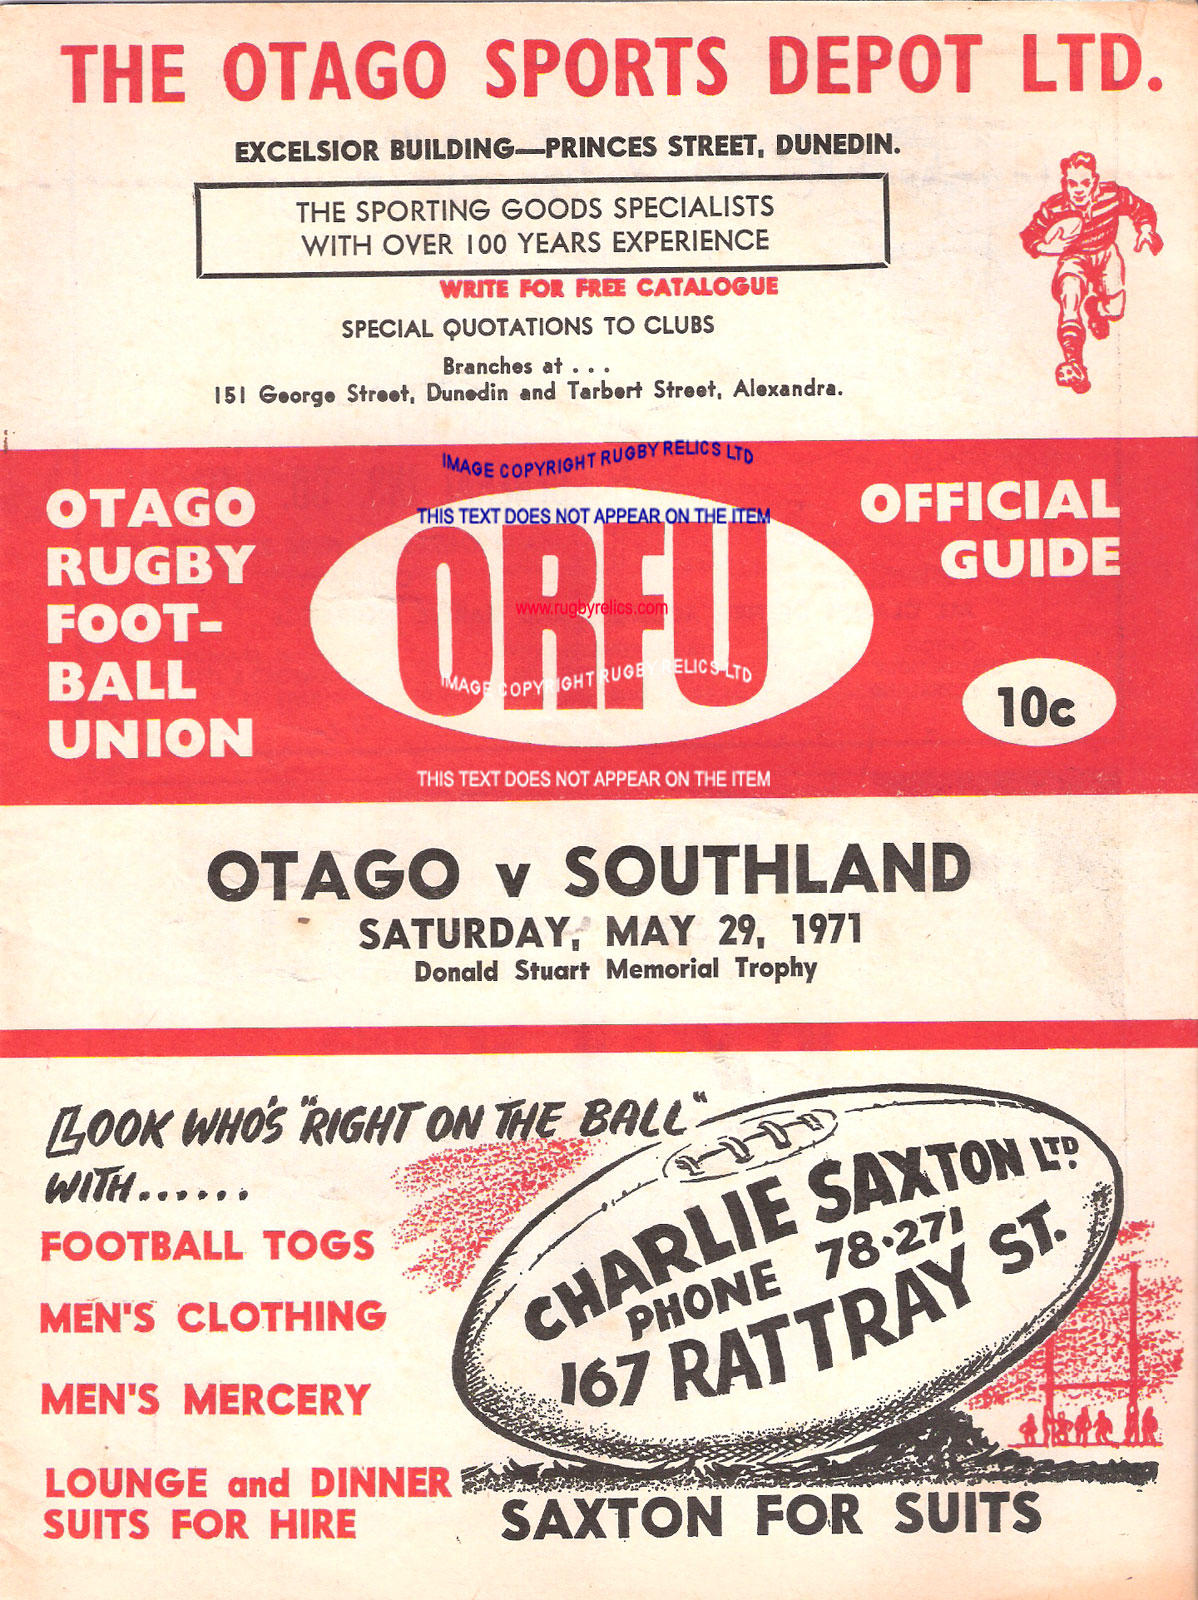 THE OTAGO SPORTS DEPOT LTD.
EXCELSIOR BUILDING—PRINCES STREET, DUNEDIN.
THE SPORTING GOODS SPECIALISTS
WITH OVER 100 YEARS EXPERIENCE
WRITE FOR FREE CATALOGUE
SPECIAL QUOTATIONS TO CLUBS
Branches at . . .
151 George Street, Dunedin and Tarbert Street, Alexandra.
IMAGE COPYRIGHT RUGBY RELICS LTD
THIS TEXT DOES NOT APPEAR ON THE ITEM
OTAGO
RUGBY
FOOT-
BALL
UNION
ORFU
www.rugbyrelics.com
IMAGE COPYRIGHT RUGBY RELICS LTD
THIS TEXT DOES NOT APPEAR ON THE ITEM
OFFICIAL
GUIDE
10c
OTAGO v SOUTHLAND
SATURDAY, MAY 29, 1971
Donald Stuart Memorial Trophy
LOOK WHO'S "RIGHT ON THE BALL"
WITH......
FOOTBALL TOGS
MEN'S CLOTHING
MEN'S MERCERY
LOUNGE and DINNER
SUITS FOR HIRE
CHARLIE SAXTON LTD.
PHONE 78·271
167 RATTRAY ST.
SAXTON FOR SUITS